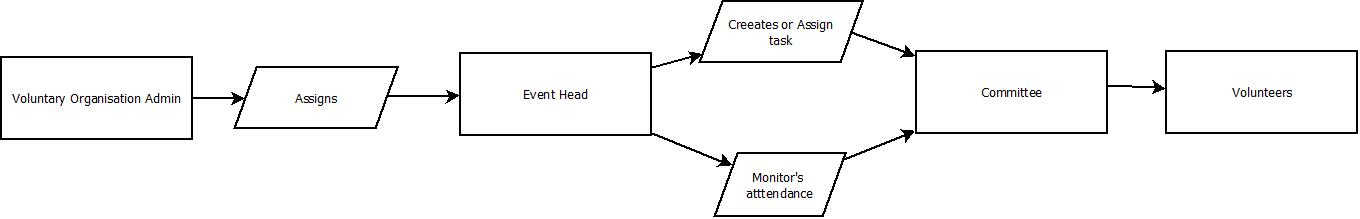 Voluntary Organisation Admin
Assigns
Event Head
Creeates or Assign
task
Monitor's
atttendance
Committee
Volunteers